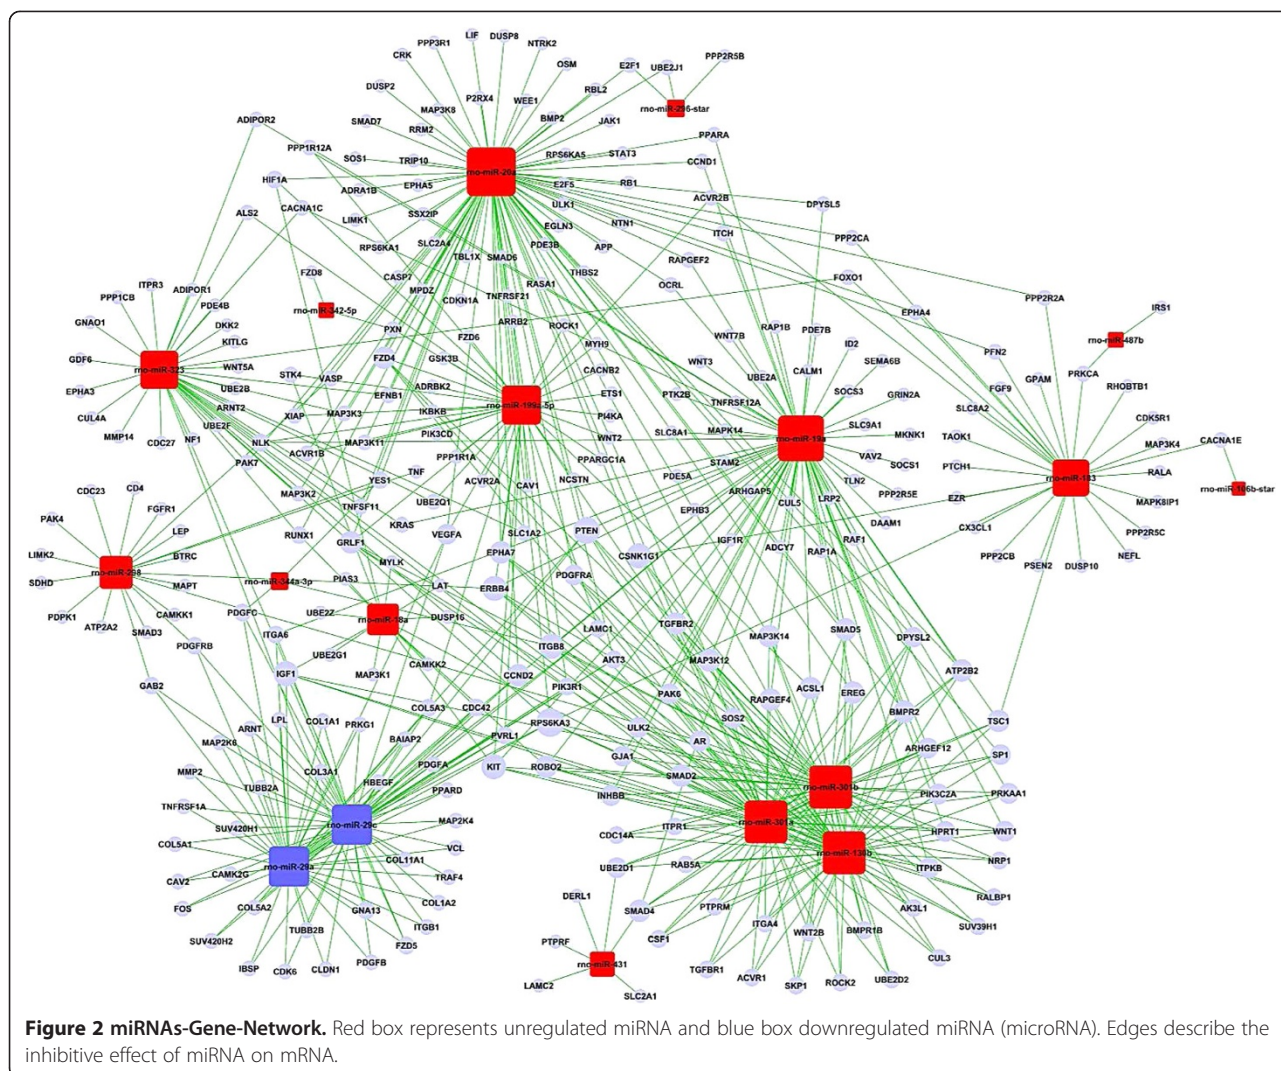 LIF DUSP8
PPP3R1 NTRK2
CRK PPP2R5B
OSM E2F1 UBE2J1
DUSP2 P2RX4 WEE1 RBL2
MAP3K8 rno-miR-296-star
ADIPOR2 SMAD7 RRM2 BMP2 JAK1 PPARA
PPP1R12A SOS1 TRIP10 RPS6KA5 STAT3 CCND1
rno-miR-20a
HIF1A ADRA1B EPHA5 E2F5 RB1 ACVR2B DPYSL5
ALS2 CACNA1C LIMK1 SSX2IP ULK1 NTN1 ITCH
RPS6KA1 SLC2A4 PDE3B EGLN3 APP PPP2CA
FZD8 CASP7 TBL1X SMAD6 THBS2 RAPGEF2 FOXO1
ITPR3 ADIPOR1 MPDZ RASA1 OCRL
PPP1CB PDE4B CDKN1A TNFRSF21 PPP2R2A
rno-miR-342-5p EPHA4 IRS1
GNAO1 DKK2 PXN ARRB2 ROCK1 RAP1B PDE7B
KITLG FZD6 MYH9 WNT7B ID2 PFN2 rno-miR-487b
GDF6 rno-miR-323 WNT5A FZD4 GSK3B CACNB2 WNT3 CALM1 SEMA6B
STK4 VASP ADRBK2 UBE2A GPAM PRKCA
EPHA3 UBE2B EFNB1 ETS1 PTK2B SOCS3 GRIN2A FGF9 RHOBTB1
ARNT2 rno-miR-199a-5p TNFRSF12A SLC8A2
CUL4A XIAP MAP3K3 IKBKB PI4KA SLC9A1 CDK5R1
MMP14 UBE2F PIK3CD WNT2 SLC8A1 MAPK14 rno-miR-19a MKNK1 TAOK1
CDC27 NF1 NLK MAP3K11 MAP3K4 CACNA1E
PAK7 ACVR1B PPP1R1A PPARGC1A STAM2 VAV2 SOCS1 PTCH1 RALA
CDC23 CD4 YES1 TNF ACVR2A NCSTN PDE5A TLN2 rno-miR-183 rno-miR-106b-star
MAP3K2 CAV1 ARHGAP5 PPP2R5E EZR
PAK4 FGFR1 TNFSF11 UBE2Q1 CUL5 LRP2 MAPK8IP1
RUNX1 KRAS EPHB3 DAAM1 CX3CL1
LEP VEGFA SLC1A2 PTEN IGF1R RAF1 PPP2R5C
LIMK2 BTRC GRLF1 EPHA7 CSNK1G1 ADCY7 RAP1A PPP2CB NEFL
rno-miR-298 MYLK PSEN2 DUSP10
SDHD rno-miR-344a-3p PIAS3 LAT PDGFRA
MAPT ERBB4
PDPK1 PDGFC UBE2Z rno-miR-18a DUSP16
ATP2A2 CAMKK1 LAMC1 TGFBR2 SMAD5
SMAD3 ITGA6 MAP3K14 DPYSL2
PDGFRB UBE2G1 ITGB8 MAP3K12
IGF1 MAP3K1 CAMKK2 AKT3 ATP2B2
GAB2 CCND2 PIK3R1 PAK6 ACSL1 EREG
LPL COL1A1 COL5A3 CDC42 RAPGEF4 BMPR2
ARNT PRKG1 RPS6KA3 ULK2 SOS2 TSC1
MAP2K6 BAIAP2 PVRL1 AR ARHGEF12
MMP2 COL3A1 PDGFA KIT ROBO2 GJA1 SP1
TUBB2A HBEGF SMAD2 rno-miR-301b
TNFRSF1A PPARD INHBB PIK3C2A PRKAA1
SUV420H1 rno-miR-29c MAP2K4 ITPR1 rno-miR-301a
COL5A1 CDC14A HPRT1 WNT1
VCL rno-miR-130b
rno-miR-29a COL11A1 UBE2D1 RAB5A ITPKB NRP1
CAV2 CAMK2G TRAF4 DERL1
COL1A2 RALBP1
FOS COL5A2 GNA13 SMAD4 PTPRM AK3L1
ITGB1 ITGA4 SUV39H1
SUV420H2 TUBB2B FZD5 PTPRF CSF1 WNT2B BMPR1B
IBSP CDK6 CLDN1 PDGFB rno-miR-431 TGFBR1 CUL3
LAMC2 ACVR1 SKP1 ROCK2 UBE2D2
SLC2A1
Figure 2 miRNAs-Gene-Network. Red box represents unregulated miRNA and blue box downregulated miRNA (microRNA). Edges describe the
inhibitive effect of miRNA on mRNA.